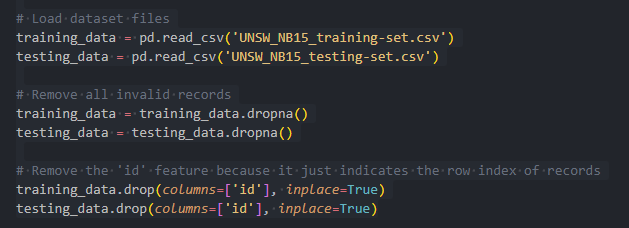 # Load dataset files
training_data = pd.read_csv('UNSW_NB15_training-set.csv')
testing_data = pd.read_csv('UNSW_NB15_testing-set.csv')
# Remove all invalid records
training_data = training_data.dropna()
testing_data = testing_data.dropna()
# Remove the 'id' feature because it just indicates the row index of records
training_data.drop(columns=['id'], inplace=True)
testing_data.drop(columns=['id'], inplace=True)